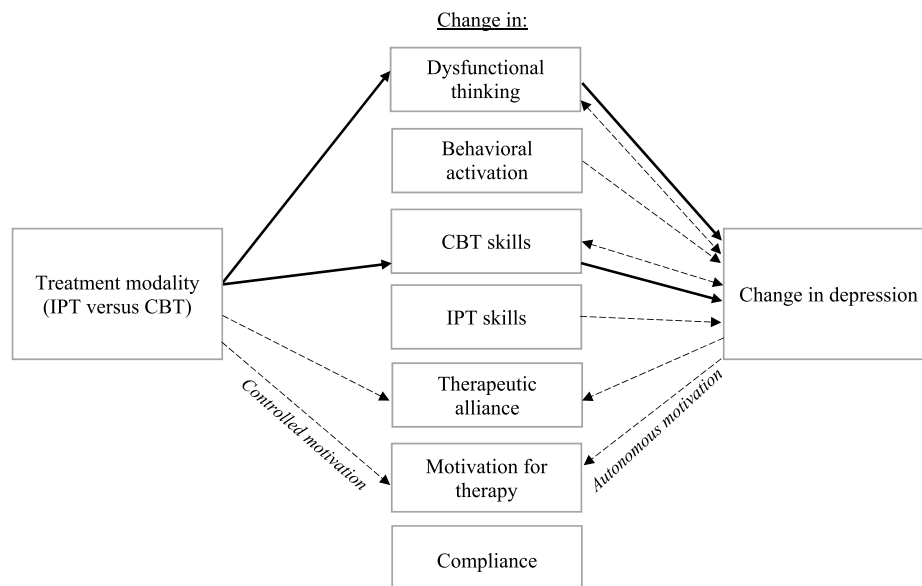 Change in:
Dysfunctional
thinking
Behavioral
activation
CBT skills
Treatment modality
(IPT versus CBT)
Change in depression
IPT skills
Therapeutic
alliance
Controlled motivation
Autonomous motivation
Motivation for
therapy
Compliance